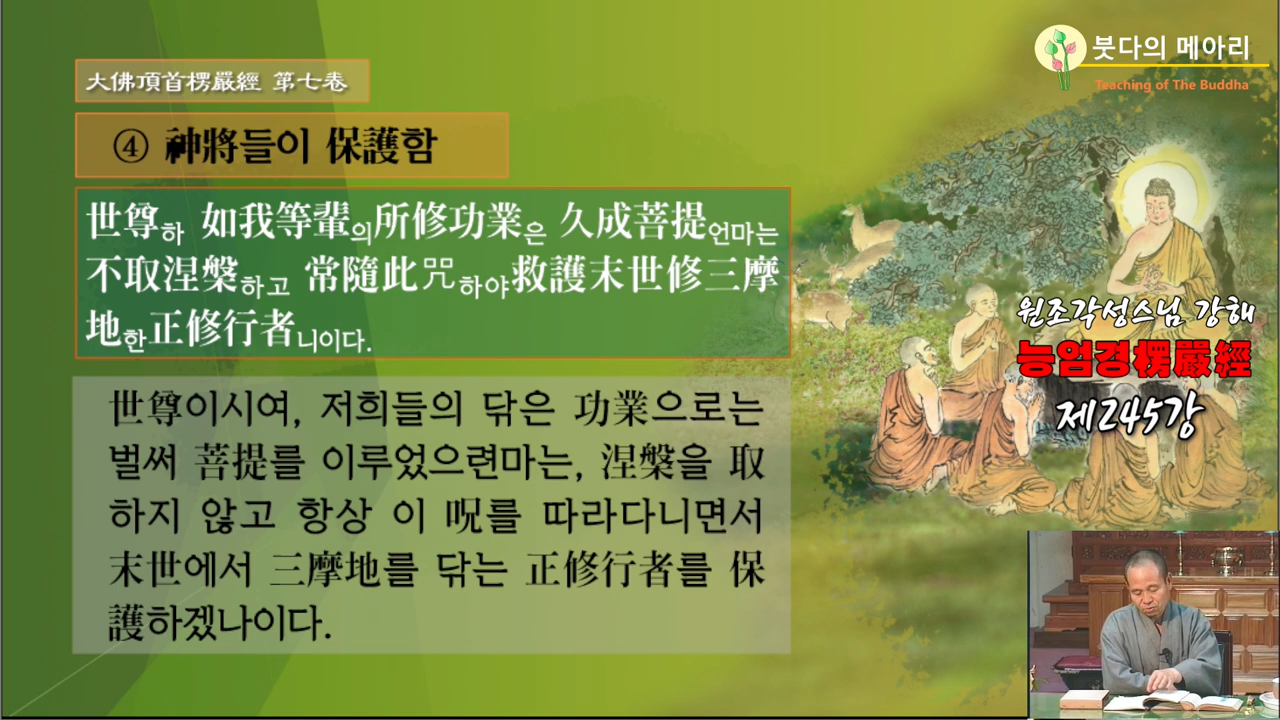 大佛頂首楞嚴經 第七卷
④ 神將들이 保護함
世尊하 如我等輩의所修功業은 久成菩提언마는
不取涅槃하고 常隨此咒하야救護末世修三摩
地한正修行者니이다.
世尊이시여, 저희들의 닦은 功業으로는
벌써 菩提를 이루었으련마는, 涅槃을 取
하지 않고 항상 이 呪를 따라다니면서
末世에서 三摩地를 닦는 正修行者를 保
護하겠나이다.
붓다의 메아리
Teaching of The Buddha
원조각성스님 강해
능엄경楞嚴經
제245강